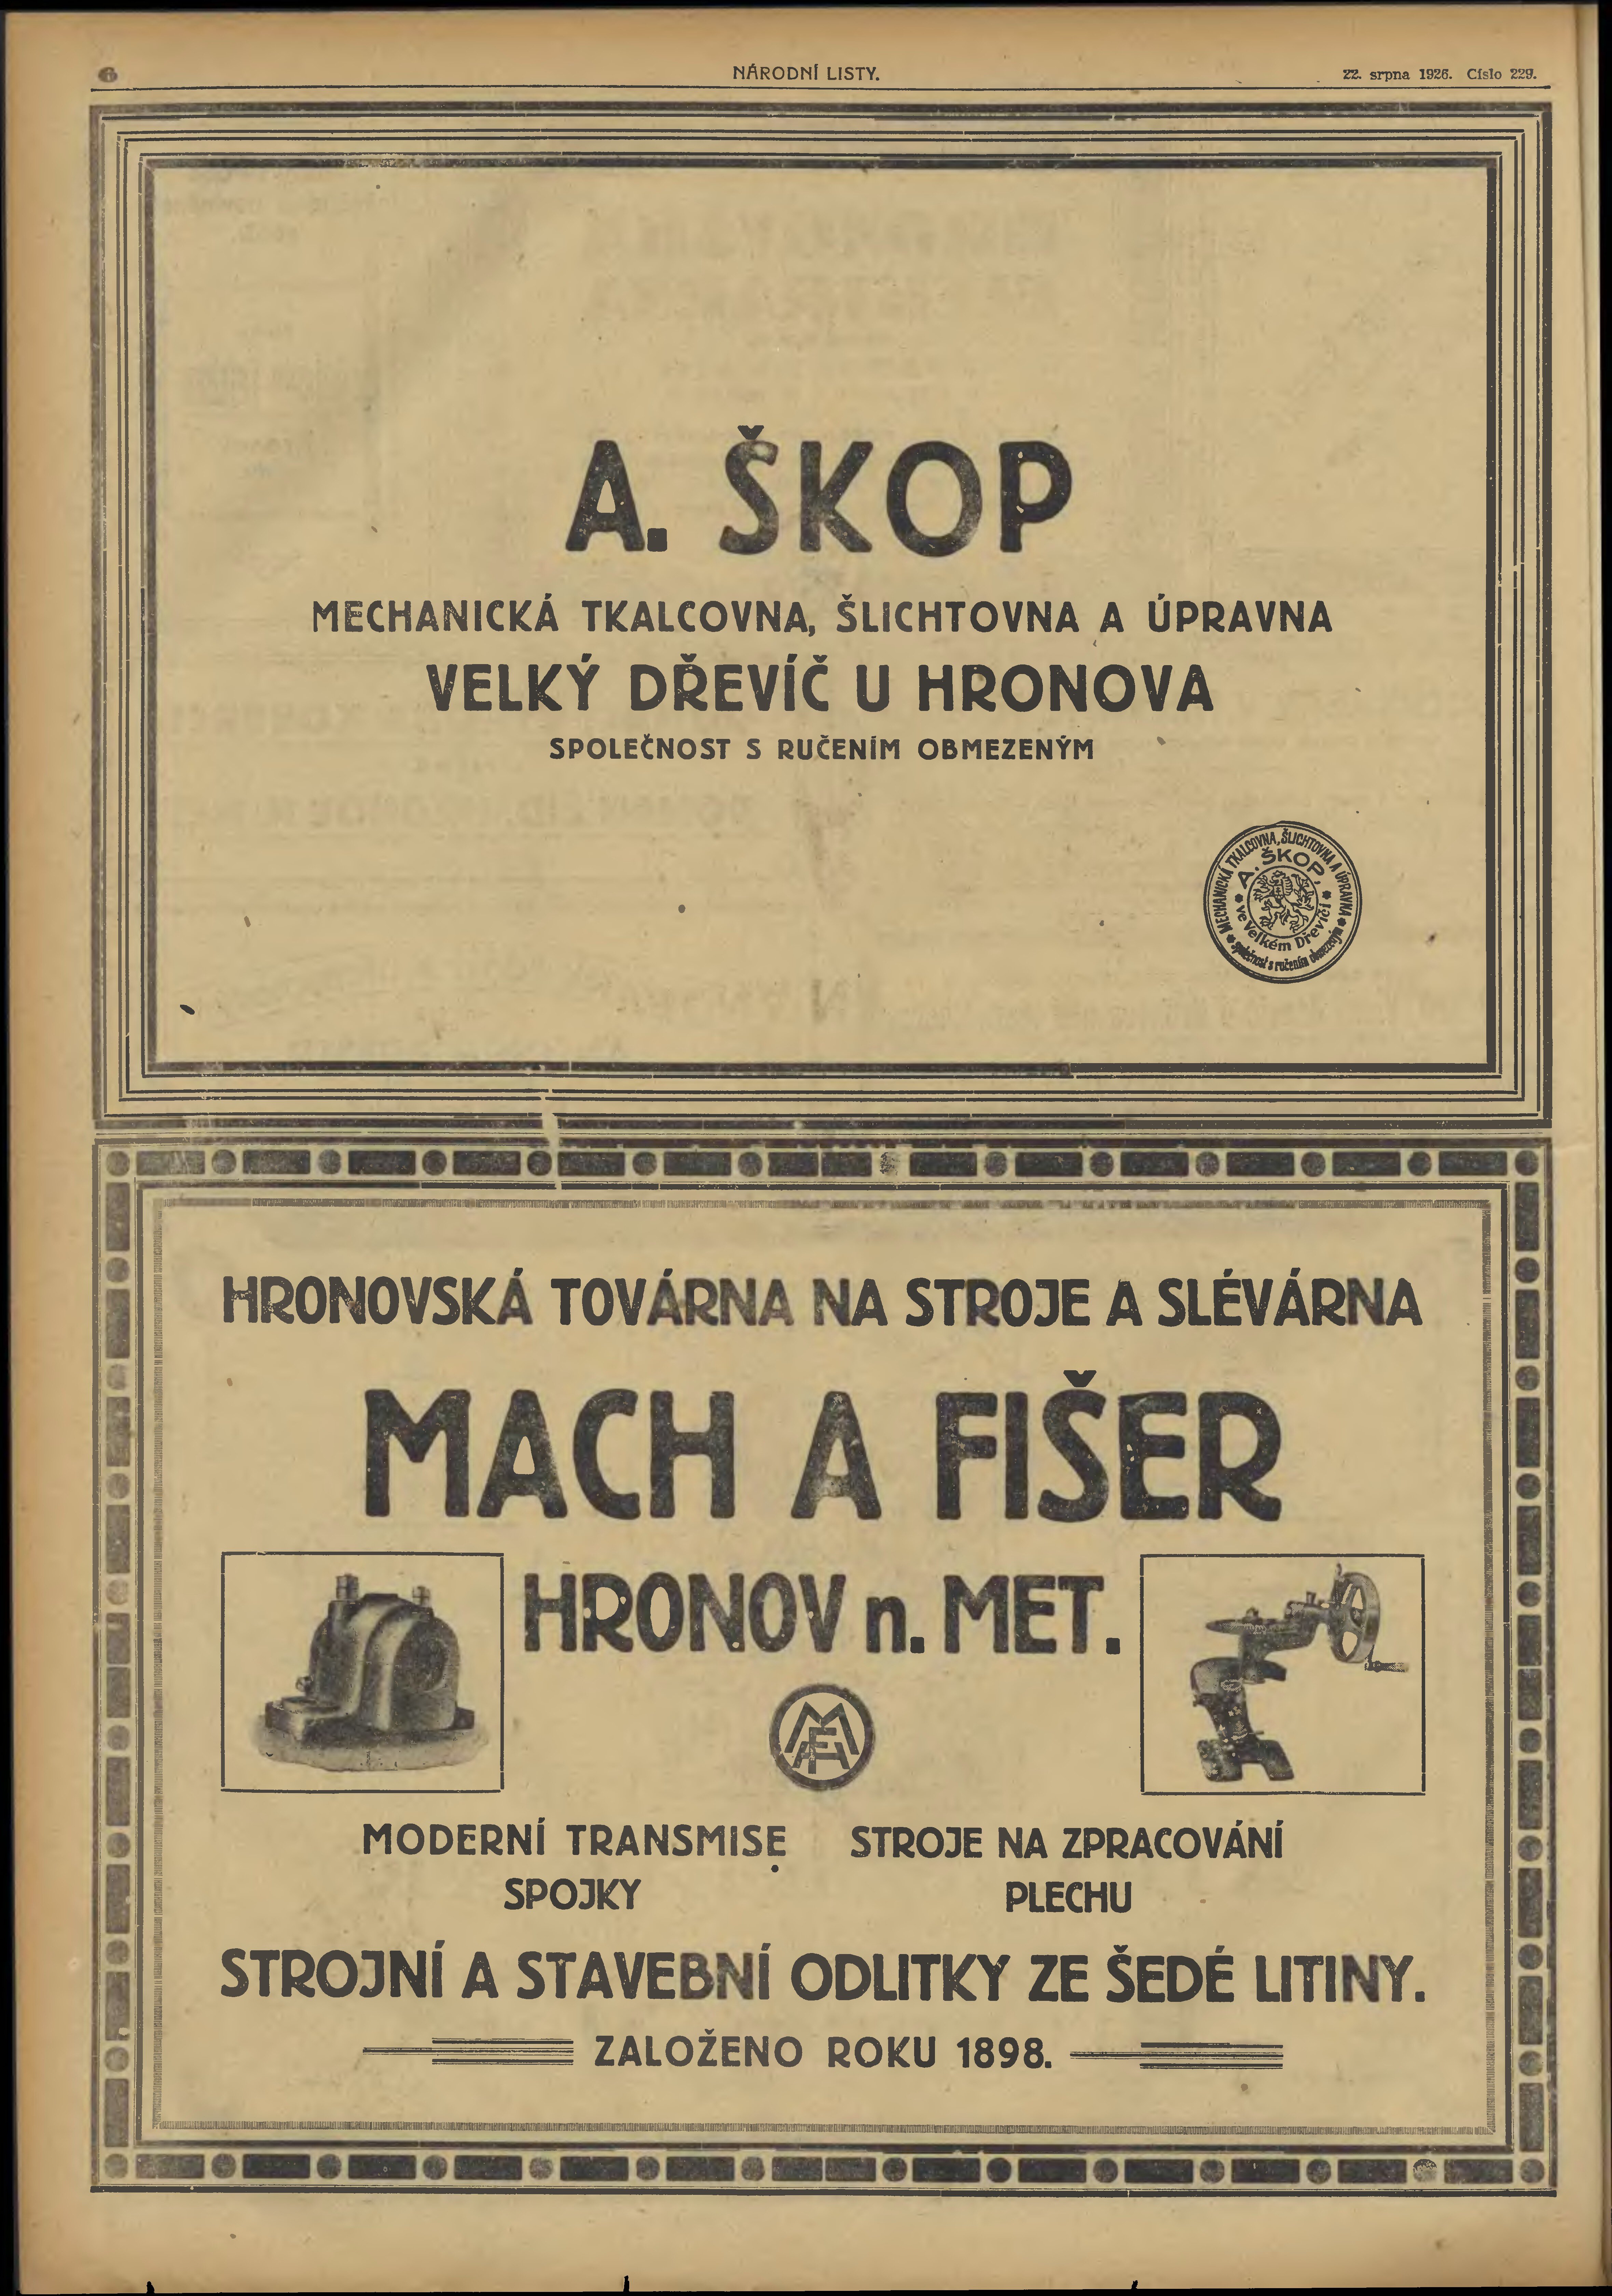 6
NÁRODNÍ LISTY.
22. srpna 1926. Číslo 229.
A. ŠKOP
MECHANICKÁ TKALCOVNA, ŠLICHTOVNA A ÚPRAVNA
VELKÝ DŘEVÍČ U HRONOVA
SPOLEČNOST S RUČENÍM OBMEZENÝM
MECHANICKÁ TKALCOVNA, ŠLICHTOVNA A ÚPRAVNA
A. ŠKOP,
ve Velkém Dřevíči
společnost s ručením obmezeným
HRONOVSKÁ TOVÁRNA NA STROJE A SLÉVÁRNA
MACH A FIŠER
HRONOV n. MET.
MAF
MODERNÍ TRANSMISE
SPOJKY
STROJE NA ZPRACOVÁNÍ
PLECHU
STROJNÍ A STAVEBNÍ ODLITKY ZE ŠEDÉ LITINY.
ZALOŽENO ROKU 1898.